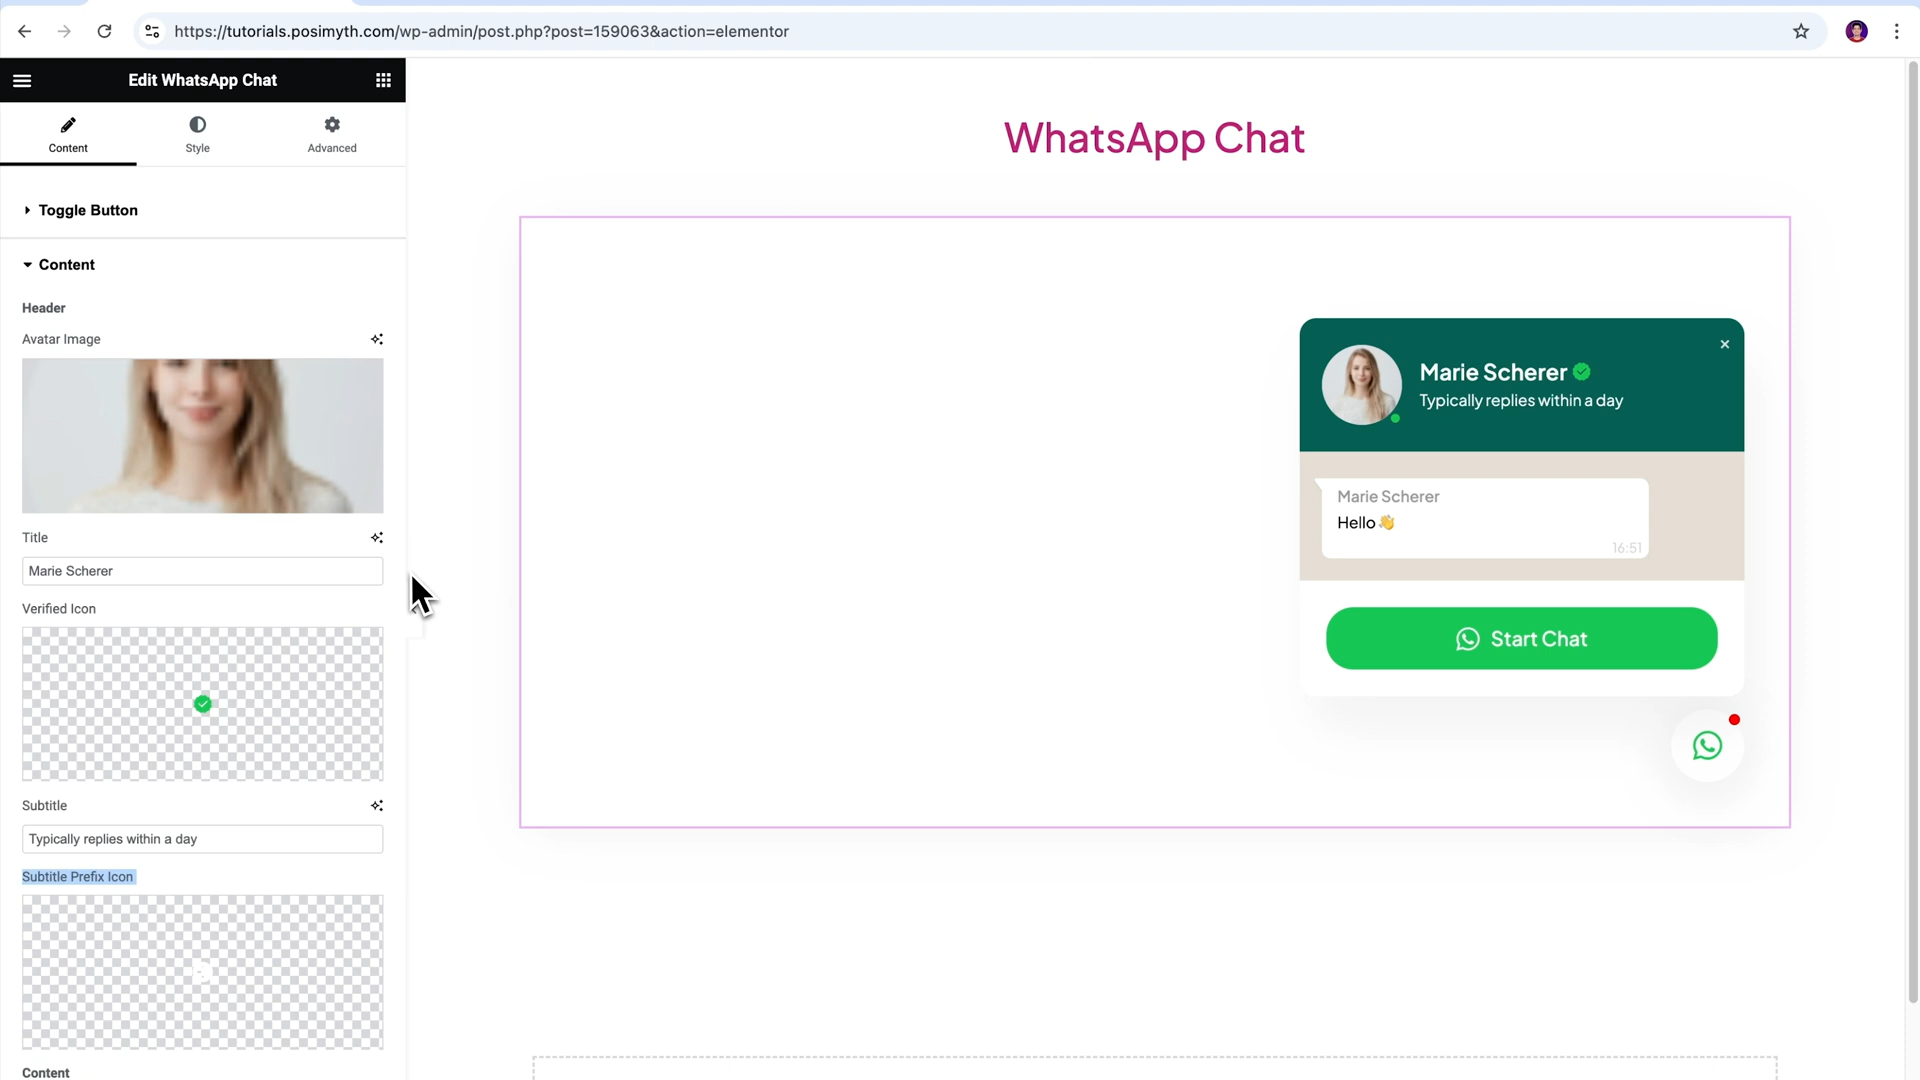 https://tutorials.posimyth.com/wp-admin/post.php?post=159063&action=elementor
Edit WhatsApp Chat
Content
Style
Advanced
Toggle Button
Content
Header
Avatar Image
Title
Marie Scherer
Verified Icon
Subtitle
Typically replies within a day
Subtitle Prefix Icon
Content
WhatsApp Chat
Marie Scherer
Typically replies within a day
Marie Scherer
Hello 👋
16:51
Start Chat